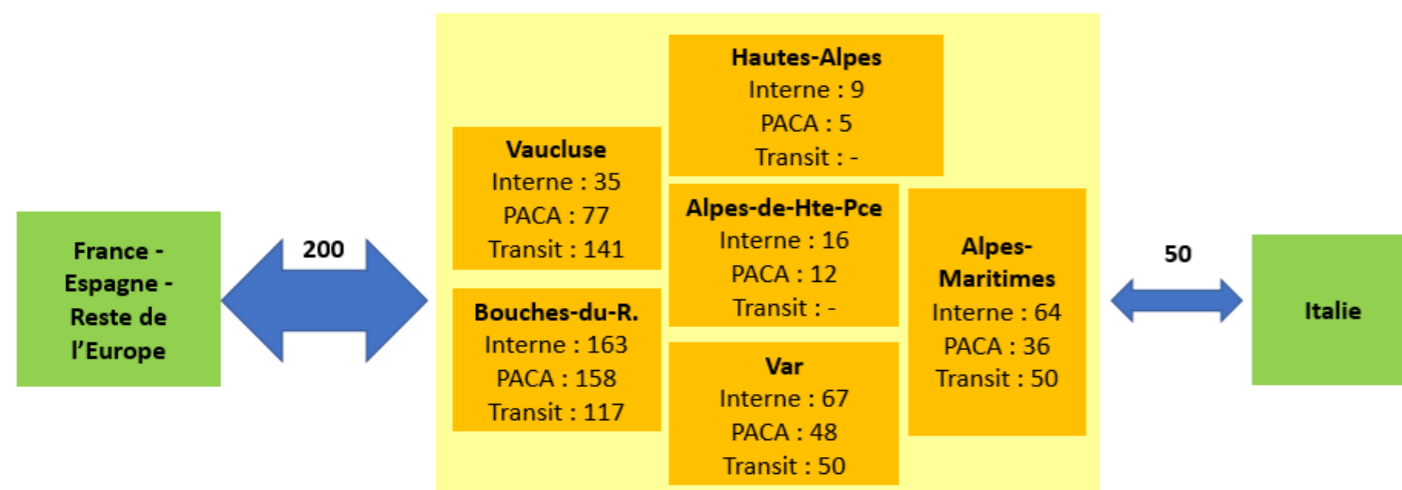 France -
Espagne -
Reste de
l'Europe
200
Vaucluse
Interne : 35
PACA : 77
Transit : 141
Bouches-du-R.
Interne : 163
PACA : 158
Transit : 117
Hautes-Alpes
Interne : 9
PACA : 5
Transit : -
Alpes-de-Hte-Pce
Interne : 16
PACA : 12
Transit : -
Var
Interne : 67
PACA : 48
Transit : 50
Alpes-
Maritimes
Interne : 64
PACA : 36
Transit : 50
50
Italie